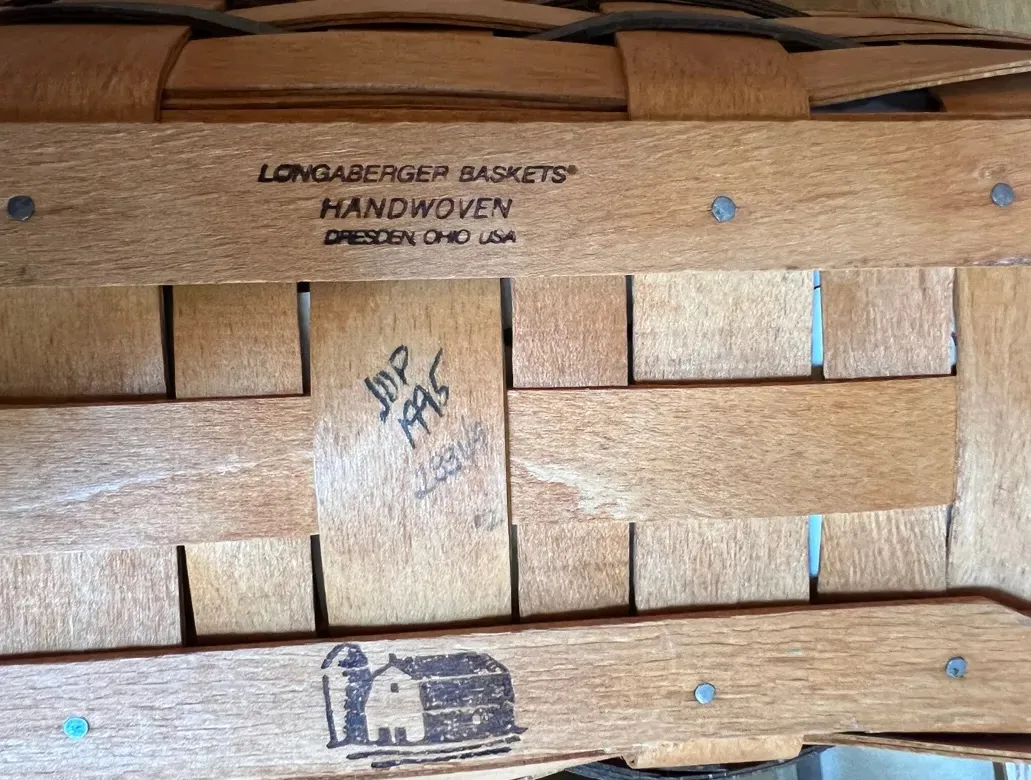 LONGABERGER BASKETS®
HANDWOVEN
DRESDEN, OHIO USA
JDP
1995